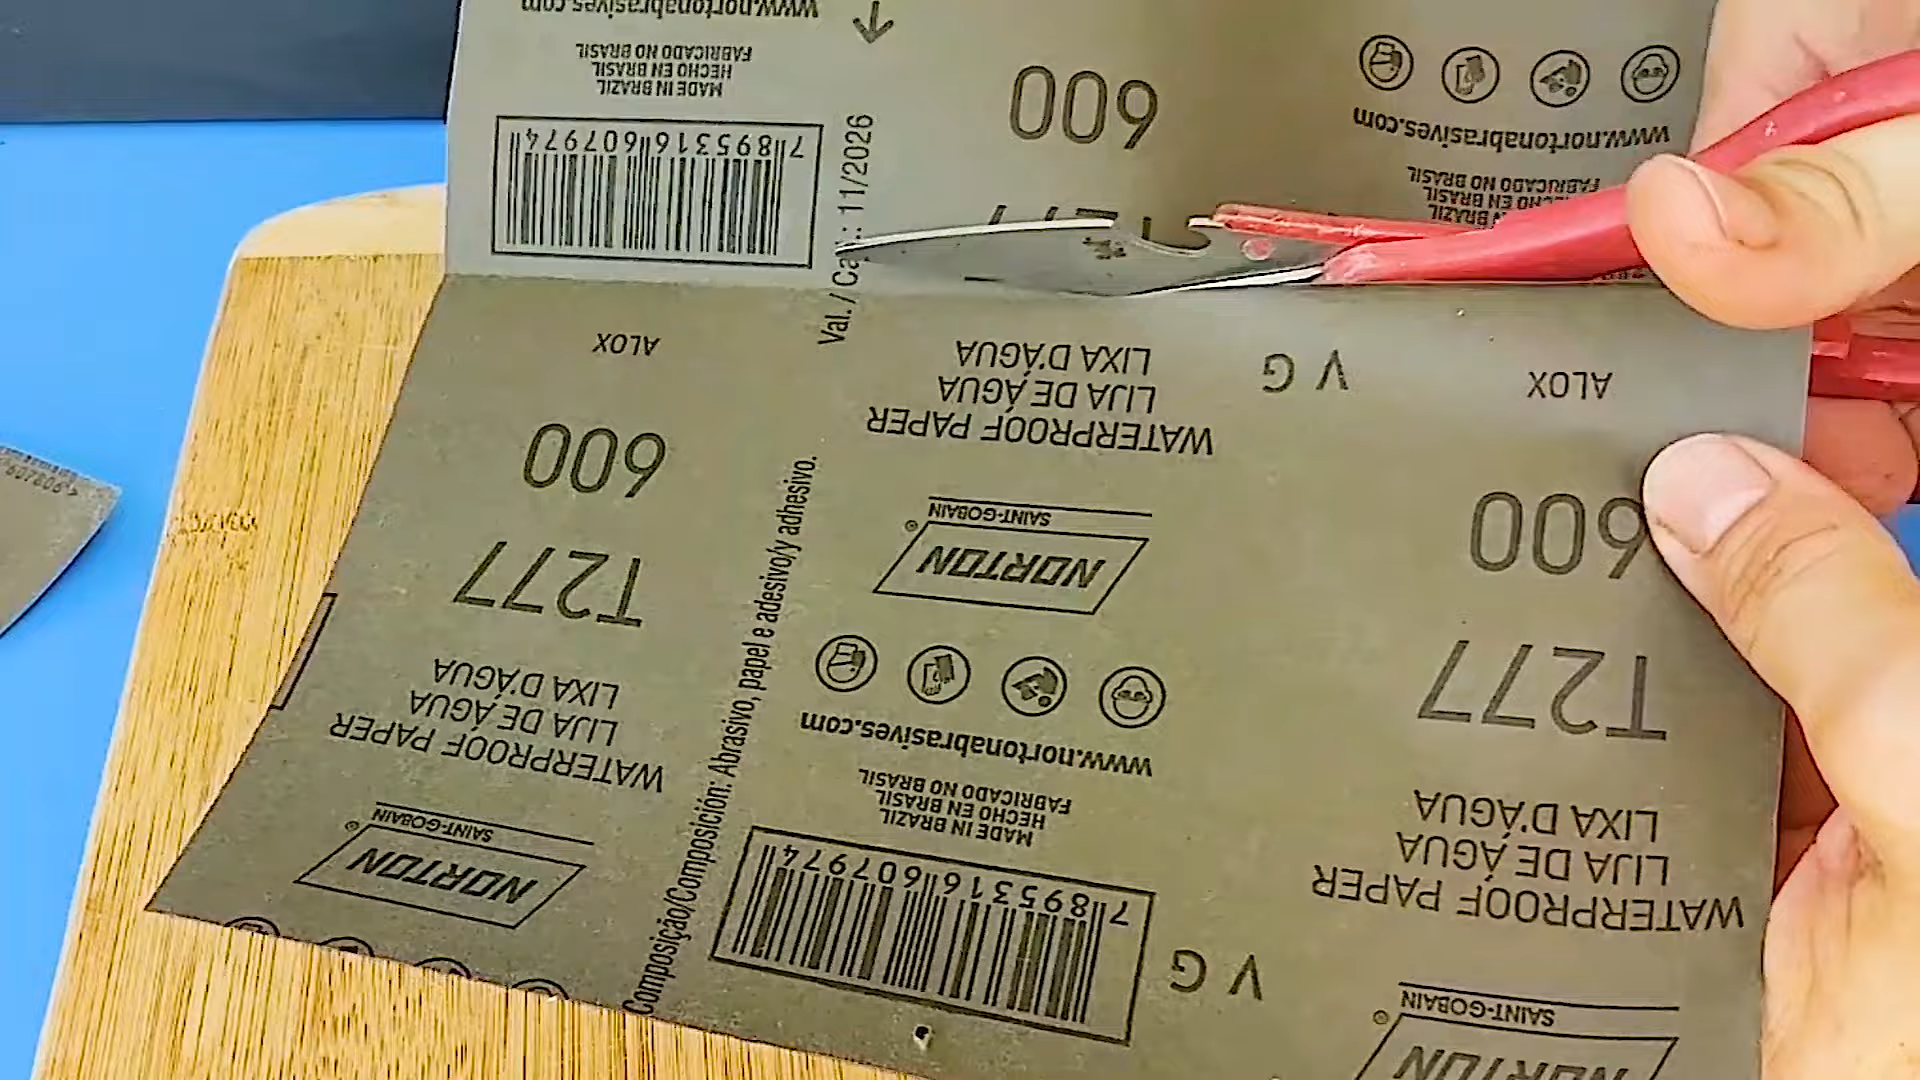 www.nortonabrasives.com
FABRICADO NO BRASIL
HECHO EN BRASIL
MADE IN BRAZIL
7 895316 607974
Val. / Ca .: 11/2026
600
T277
www.nortonabrasives.com
FABRICADO NO BRASIL
EN BRASIL
BRAZIL
ALOX
600
T277
LIXA D'ÁGUA
LIJA DE ÁGUA
WATERPROOF PAPER
SAINT-GOBAIN
NORTON
Composição/Composición: Abrasivo, papel e adesivo/y adhesivo.
LIXA D'ÁGUA
LIJA DE ÁGUA
WATERPROOF PAPER
SAINT-GOBAIN
NORTON
www.nortonabrasives.com
FABRICADO NO BRASIL
HECHO EN BRASIL
MADE IN BRAZIL
7 895316 607974
V G
V G
ALOX
600
T277
LIXA D'ÁGUA
LIJA DE ÁGUA
WATERPROOF PAPER
SAINT-GOBAIN
NORTON